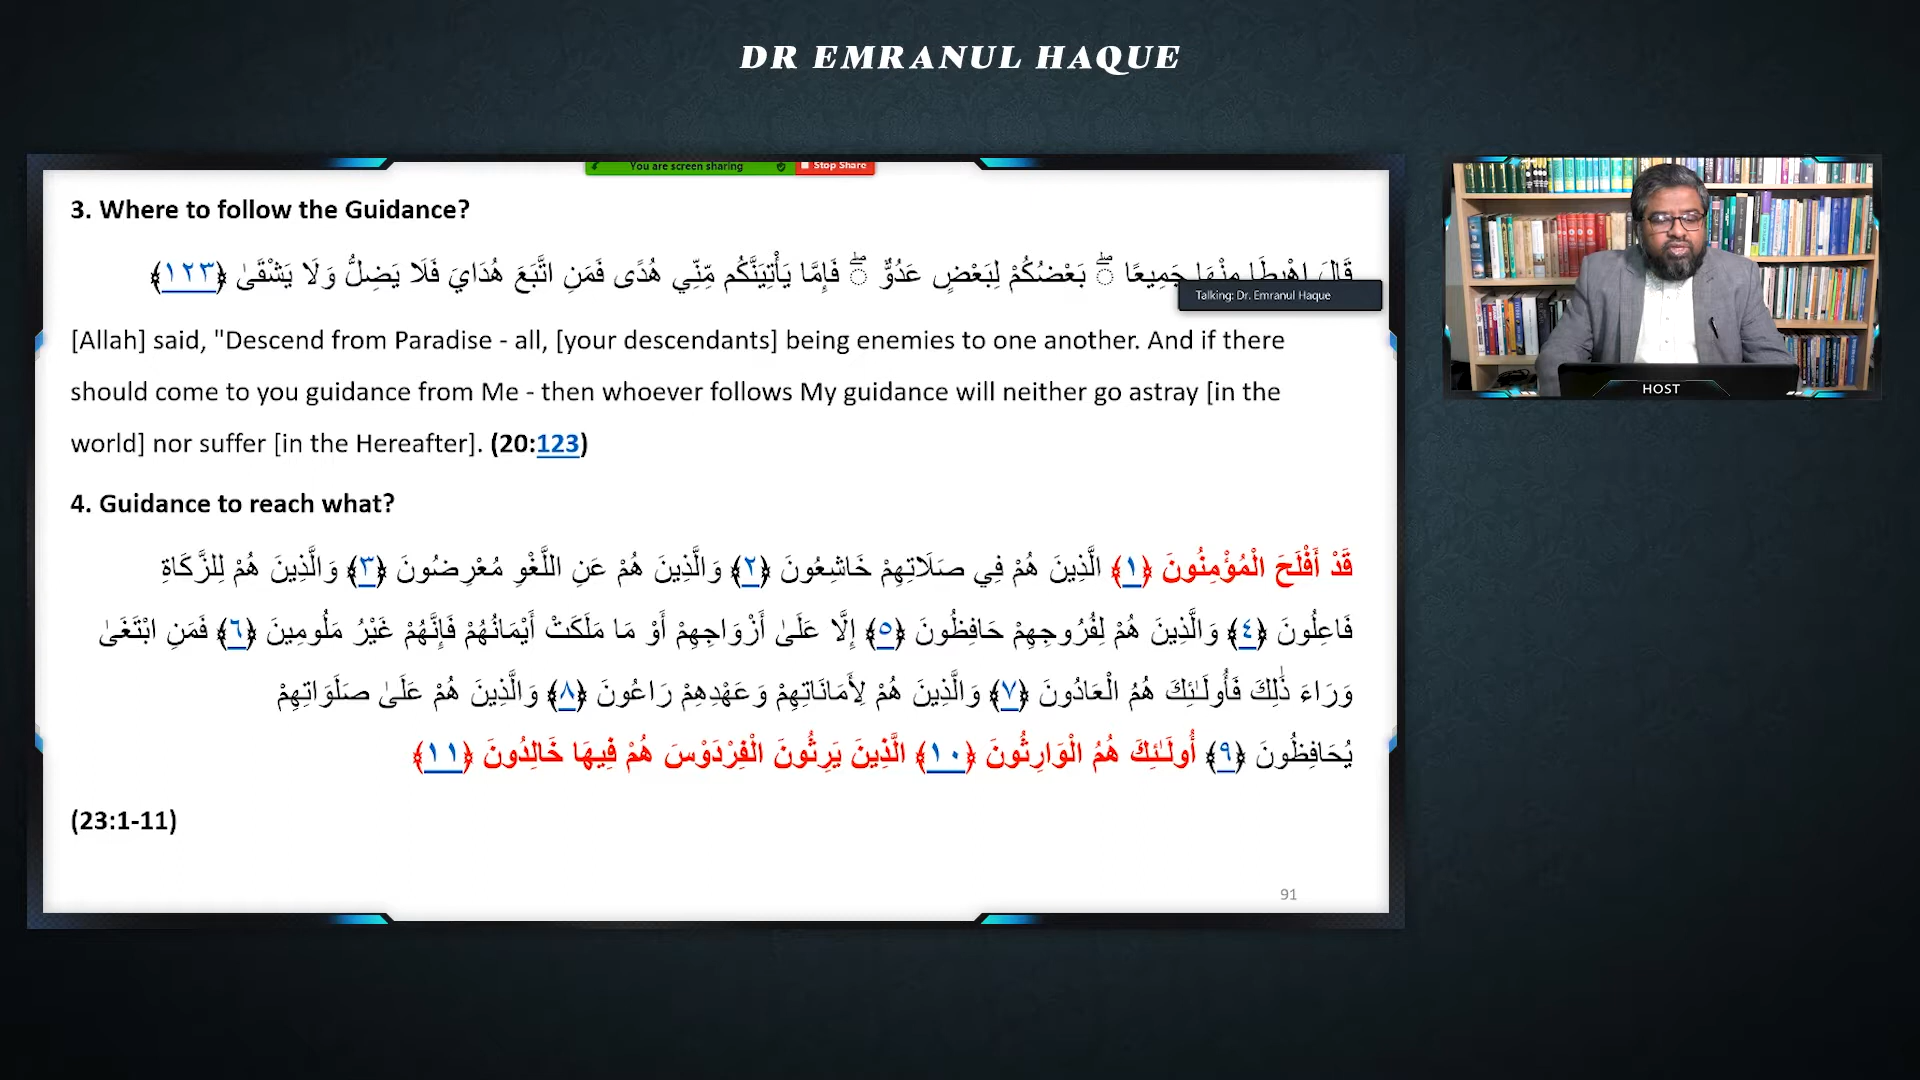 DR EMRANUL HAQUE
You are screen sharing
Stop Share
3. Where to follow the Guidance?
قَالَ اهْبِطَا مِنْهَا جَمِيعًا ۖ بَعْضُكُمْ لِبَعْضٍ عَدُوٌّ ۖ فَإِمَّا يَأْتِيَنَّكُم مِّنِّي هُدًى فَمَنِ اتَّبَعَ هُدَايَ فَلَا يَضِلُّ وَلَا يَشْقَىٰ ﴿١٢٣﴾
Talking: Dr. Emranul Haque
[Allah] said, "Descend from Paradise - all, [your descendants] being enemies to one another. And if there
should come to you guidance from Me - then whoever follows My guidance will neither go astray [in the
world] nor suffer [in the Hereafter]. (20:123)
4. Guidance to reach what?
قَدْ أَفْلَحَ الْمُؤْمِنُونَ ﴿١﴾ الَّذِينَ هُمْ فِي صَلَاتِهِمْ خَاشِعُونَ ﴿٢﴾ وَالَّذِينَ هُمْ عَنِ اللَّغْوِ مُعْرِضُونَ ﴿٣﴾ وَالَّذِينَ هُمْ لِلزَّكَاةِ
فَاعِلُونَ ﴿٤﴾ وَالَّذِينَ هُمْ لِفُرُوجِهِمْ حَافِظُونَ ﴿٥﴾ إِلَّا عَلَىٰ أَزْوَاجِهِمْ أَوْ مَا مَلَكَتْ أَيْمَانُهُمْ فَإِنَّهُمْ غَيْرُ مَلُومِينَ ﴿٦﴾ فَمَنِ ابْتَغَىٰ
وَرَاءَ ذَٰلِكَ فَأُولَـٰئِكَ هُمُ الْعَادُونَ ﴿٧﴾ وَالَّذِينَ هُمْ لِأَمَانَاتِهِمْ وَعَهْدِهِمْ رَاعُونَ ﴿٨﴾ وَالَّذِينَ هُمْ عَلَىٰ صَلَوَاتِهِمْ
يُحَافِظُونَ ﴿٩﴾ أُولَـٰئِكَ هُمُ الْوَارِثُونَ ﴿١٠﴾ الَّذِينَ يَرِثُونَ الْفِرْدَوْسَ هُمْ فِيهَا خَالِدُونَ ﴿١١﴾
(23:1-11)
91
HOST